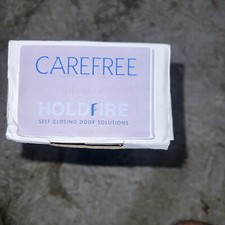 CAREFREE
HOLDFIRE
SELF CLOSING DOOR SOLUTIONS